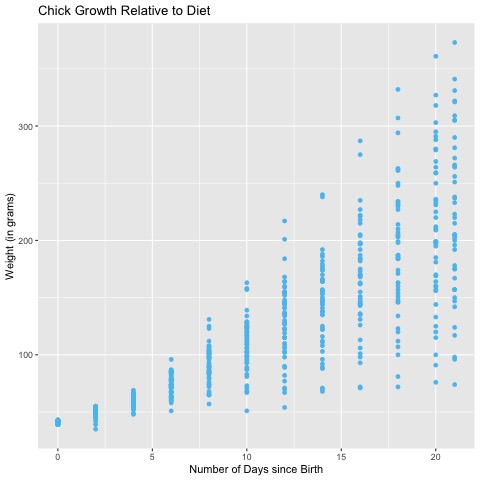 Chick Growth Relative to Diet
300
200
100
Weight (in grams)
0 5 10 15 20
Number of Days since Birth